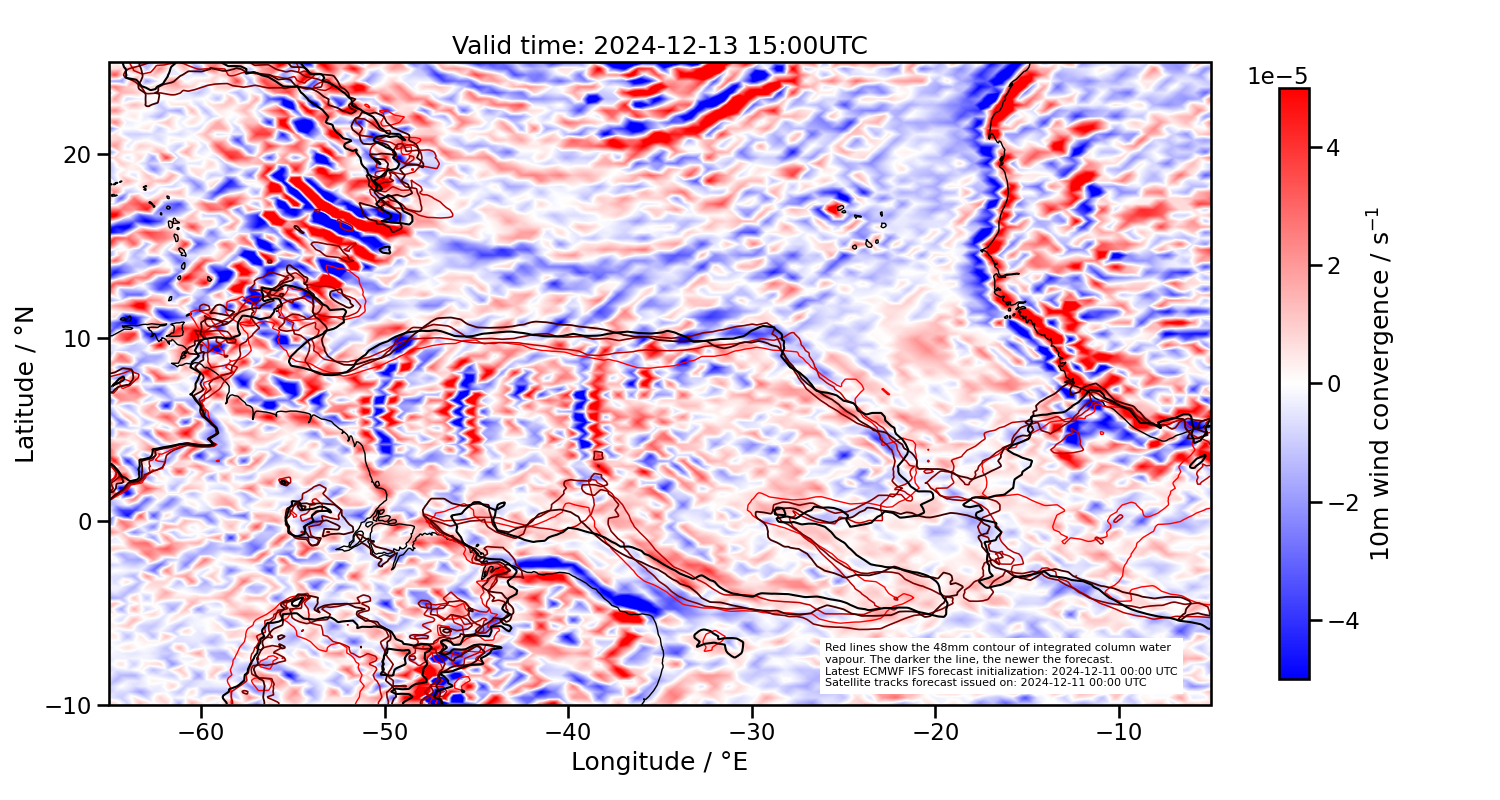 Valid time: 2024-12-13 15:00UTC
1e−5
20
10
0
−10
Latitude / °N
−60
−50
−40
−30
−20
−10
Longitude / °E
4
2
0
−2
−4
10m wind convergence / s⁻¹
Red lines show the 48mm contour of integrated column water
vapour. The darker the line, the newer the forecast.
Latest ECMWF IFS forecast initialization: 2024-12-11 00:00 UTC
Satellite tracks forecast issued on: 2024-12-11 00:00 UTC